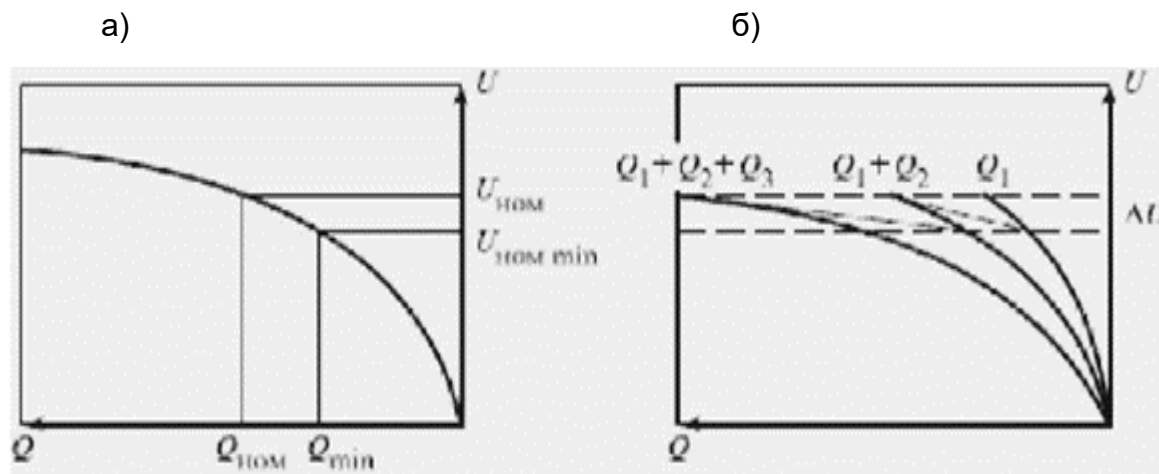 а)
б)
U
U
Q₁ + Q₂ + Q₃
Q₁ + Q₂
Q₁
Uном
Uном min
Q
Qном
Qmin
Q